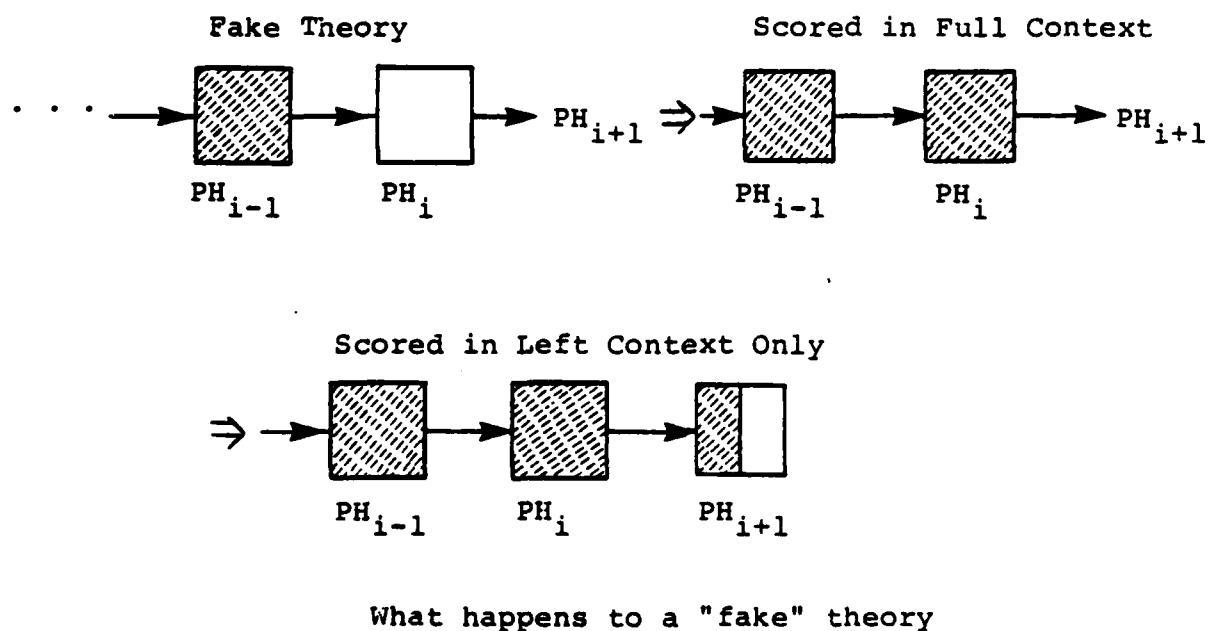 Fake Theory
Scored in Full Context
. . .
PH_{i+1}
⇒
PH_{i+1}
PH_{i-1}
PH_i
PH_{i-1}
PH_i
Scored in Left Context Only
⇒
PH_{i-1}
PH_i
PH_{i+1}
What happens to a "fake" theory